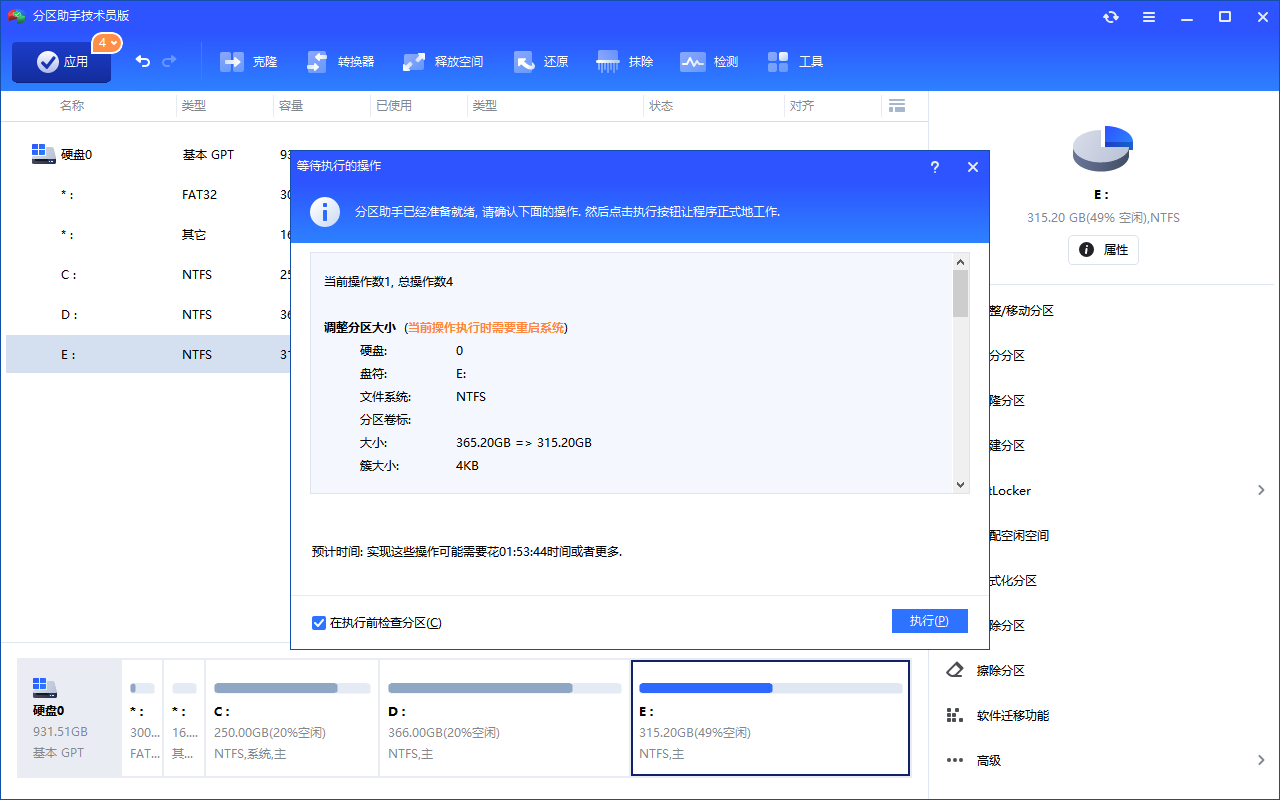 分区助手技术员版
应用 4
克隆 转换器 释放空间 还原 抹除 检测 工具
名称 类型 容量 已使用 类型 状态 对齐
硬盘0 基本 GPT
*: FAT32
*: 其它
C: NTFS
D: NTFS
E: NTFS
等待执行的操作
分区助手已经准备就绪, 请确认下面的操作. 然后点击执行按钮让程序正式地工作.
当前操作数1, 总操作数4
调整分区大小 (当前操作执行时需要重启系统)
硬盘: 0
盘符: E:
文件系统: NTFS
分区卷标:
大小: 365.20GB => 315.20GB
簇大小: 4KB
预计时间: 实现这些操作可能需要花01:53:44时间或者更多.
在执行前检查分区(C)
执行(P)
E:
315.20 GB(49% 空闲),NTFS
属性
整/移动分区
分分区
隆分区
建分区
tLocker
配空闲空间
式化分区
除分区
擦除分区
软件迁移功能
高级
硬盘0
931.51GB
基本 GPT
*:
300...
FAT...
*:
16....
其...
C:
250.00GB(20%空闲)
NTFS,系统,主
D:
366.00GB(20%空闲)
NTFS,主
E:
315.20GB(49%空闲)
NTFS,主